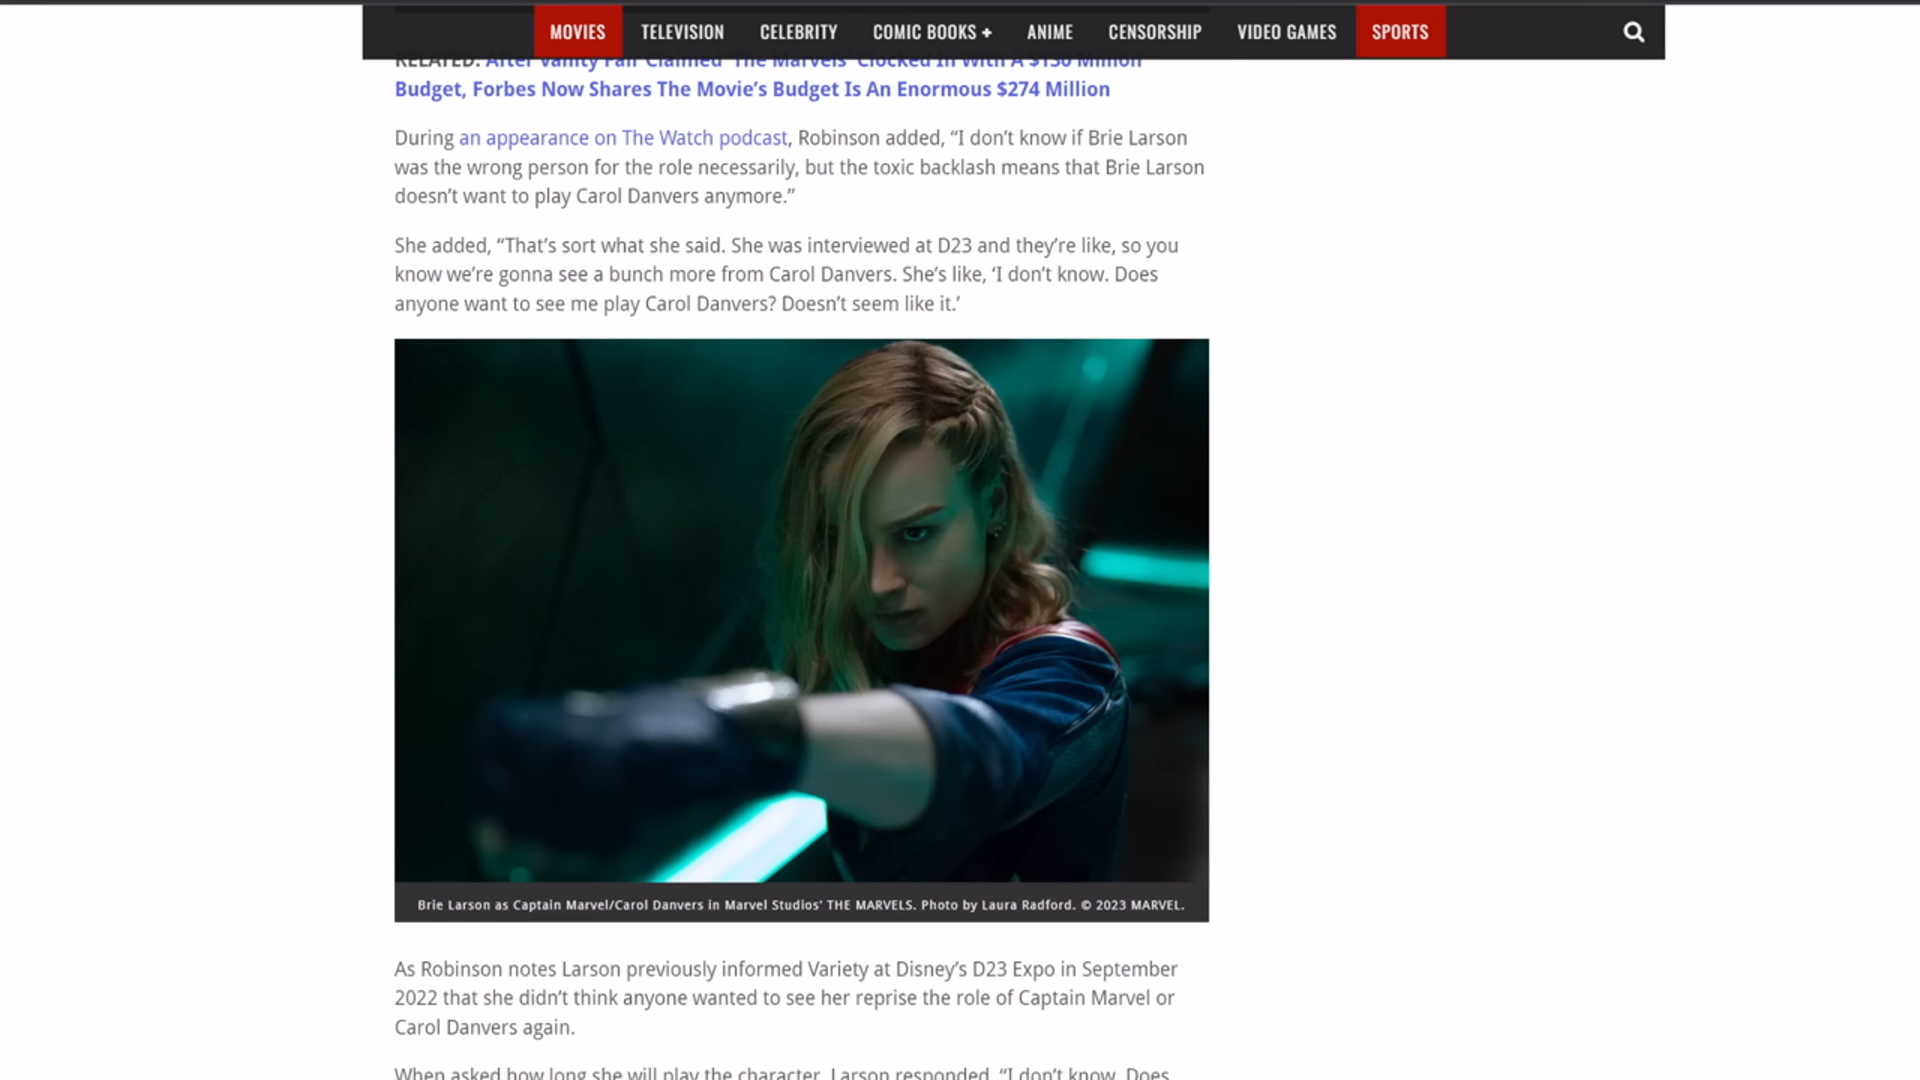 MOVIES TELEVISION CELEBRITY COMIC BOOKS + ANIME CENSORSHIP VIDEO GAMES SPORTS
RELATED: After Vanity Fair Claimed 'The Marvels' Clocked In With A $130 Million
Budget, Forbes Now Shares The Movie’s Budget Is An Enormous $274 Million
During an appearance on The Watch podcast, Robinson added, “I don’t know if Brie Larson
was the wrong person for the role necessarily, but the toxic backlash means that Brie Larson
doesn’t want to play Carol Danvers anymore.”
She added, “That’s sort what she said. She was interviewed at D23 and they’re like, so you
know we’re gonna see a bunch more from Carol Danvers. She’s like, ‘I don’t know. Does
anyone want to see me play Carol Danvers? Doesn’t seem like it.’
Brie Larson as Captain Marvel/Carol Danvers in Marvel Studios' THE MARVELS. Photo by Laura Radford. © 2023 MARVEL.
As Robinson notes Larson previously informed Variety at Disney’s D23 Expo in September
2022 that she didn’t think anyone wanted to see her reprise the role of Captain Marvel or
Carol Danvers again.
When asked how long she will play the character, Larson responded, “I don’t know. Does